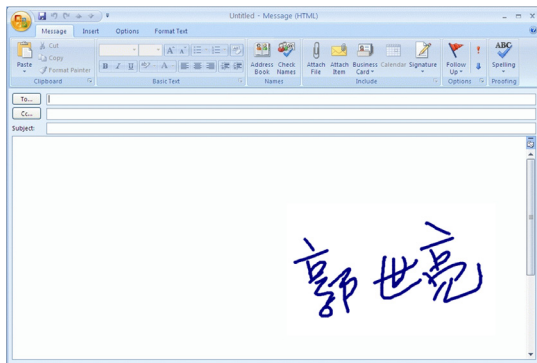 Untitled - Message (HTML)
Message Insert Options Format Text
Cut
Copy
Format Painter
Paste
Clipboard
B I U
Basic Text
Address Book
Check Names
Names
Attach File
Attach Item
Business Card
Calendar
Signature
Include
Follow Up
Options
ABC
Spelling
Proofing
To...
Cc...
Subject:
郭世亮